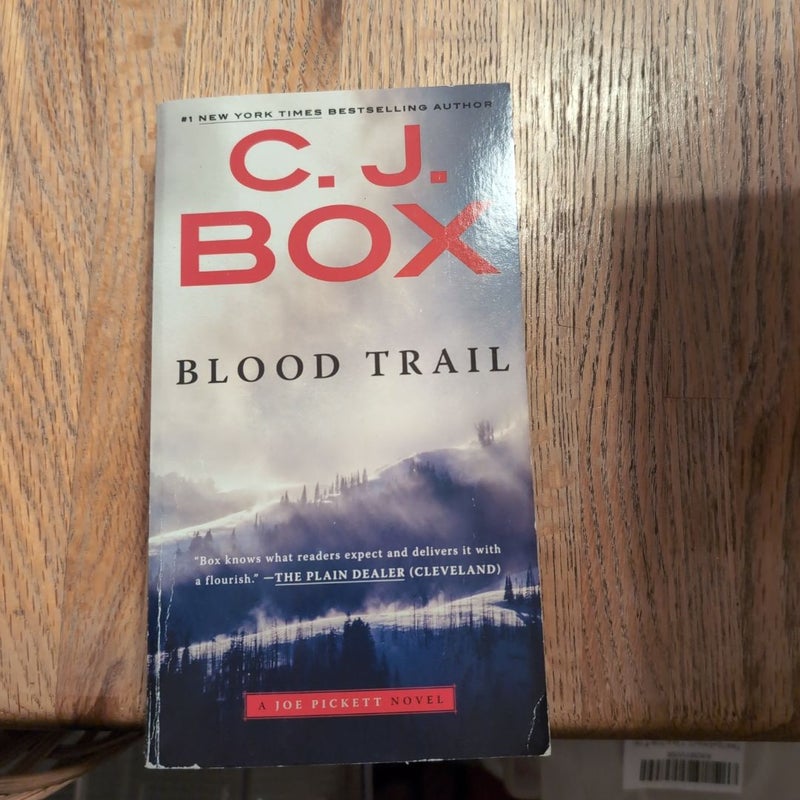 #1 NEW YORK TIMES BESTSELLING AUTHOR
C. J.
BOX
BLOOD TRAIL
"Box knows what readers expect and delivers it with
a flourish." —THE PLAIN DEALER (CLEVELAND)
A JOE PICKETT NOVEL